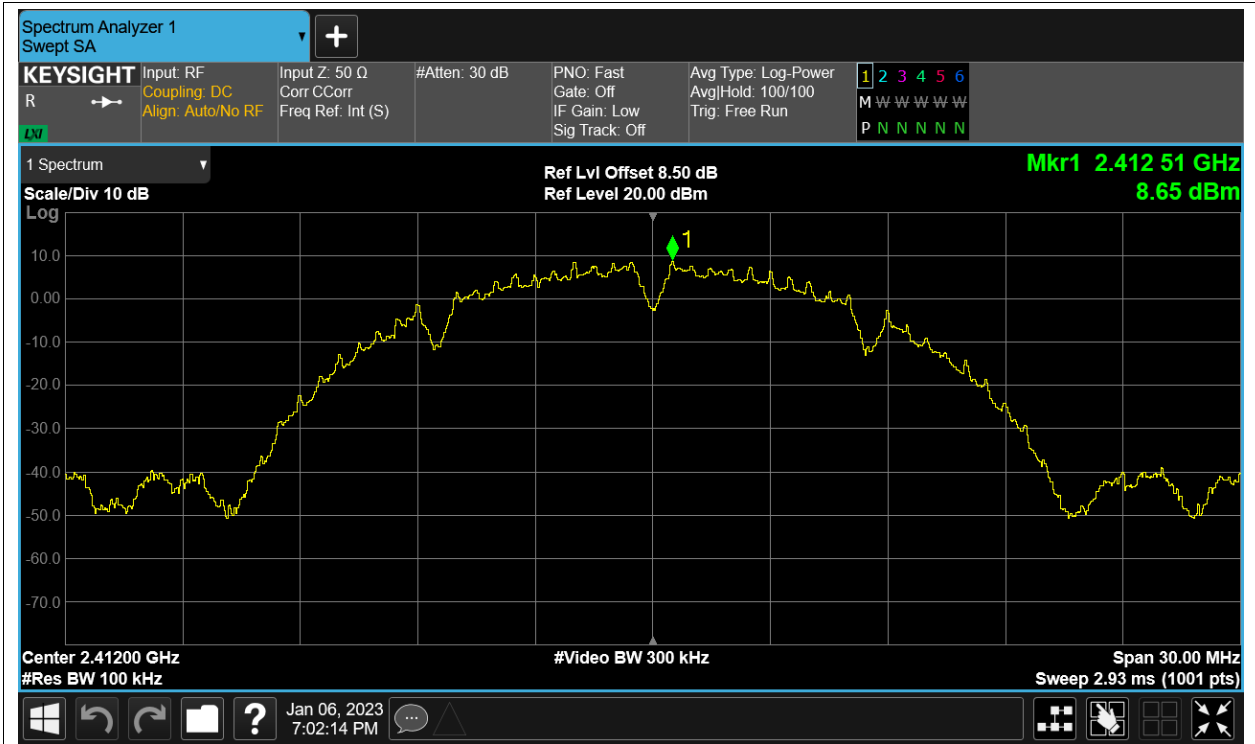 Spectrum Analyzer 1
Swept SA
KEYSIGHT Input: RF Input Z: 50 Ω #Atten: 30 dB PNO: Fast Avg Type: Log-Power 1 2 3 4 5 6
R Coupling: DC Corr CCorr Gate: Off Avg|Hold: 100/100
Align: Auto/No RF Freq Ref: Int (S) IF Gain: Low Trig: Free Run M W W W W W W
LXI Sig Track: Off P N N N N N N
1 Spectrum Ref Lvl Offset 8.50 dB Mkr1 2.412 51 GHz
Scale/Div 10 dB Ref Level 20.00 dBm 8.65 dBm
Log
1
10.0
0.00
-10.0
-20.0
-30.0
-40.0
-50.0
-60.0
-70.0
Center 2.41200 GHz #Video BW 300 kHz Span 30.00 MHz
#Res BW 100 kHz Sweep 2.93 ms (1001 pts)
? Jan 06, 2023
7:02:14 PM